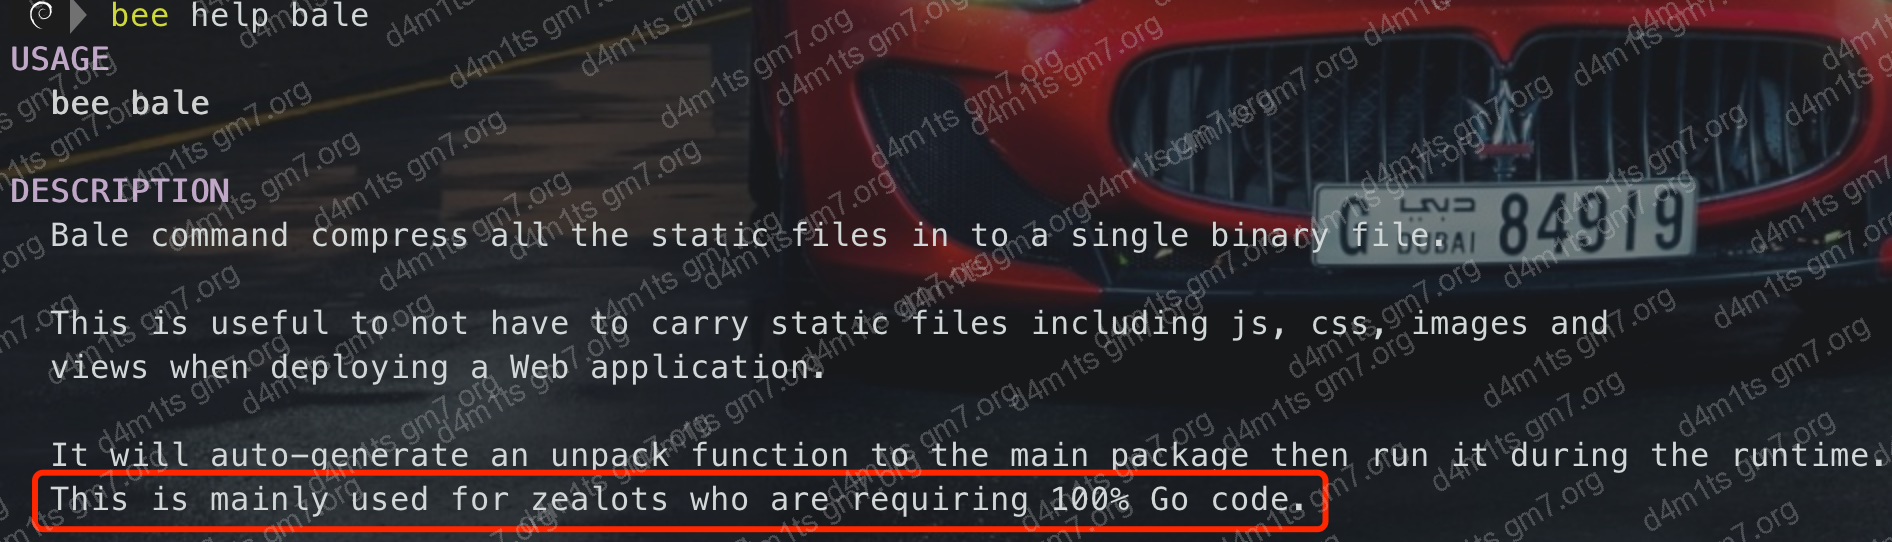 bee help bale
USAGE
bee bale
DESCRIPTION
Bale command compress all the static files in to a single binary file.
G DUBAI 84919
This is useful to not have to carry static files including js, css, images and
views when deploying a Web application.
It will auto-generate an unpack function to the main package then run it during the runtime.
This is mainly used for zealots who are requiring 100% Go code.
d4m1ts gm7.org